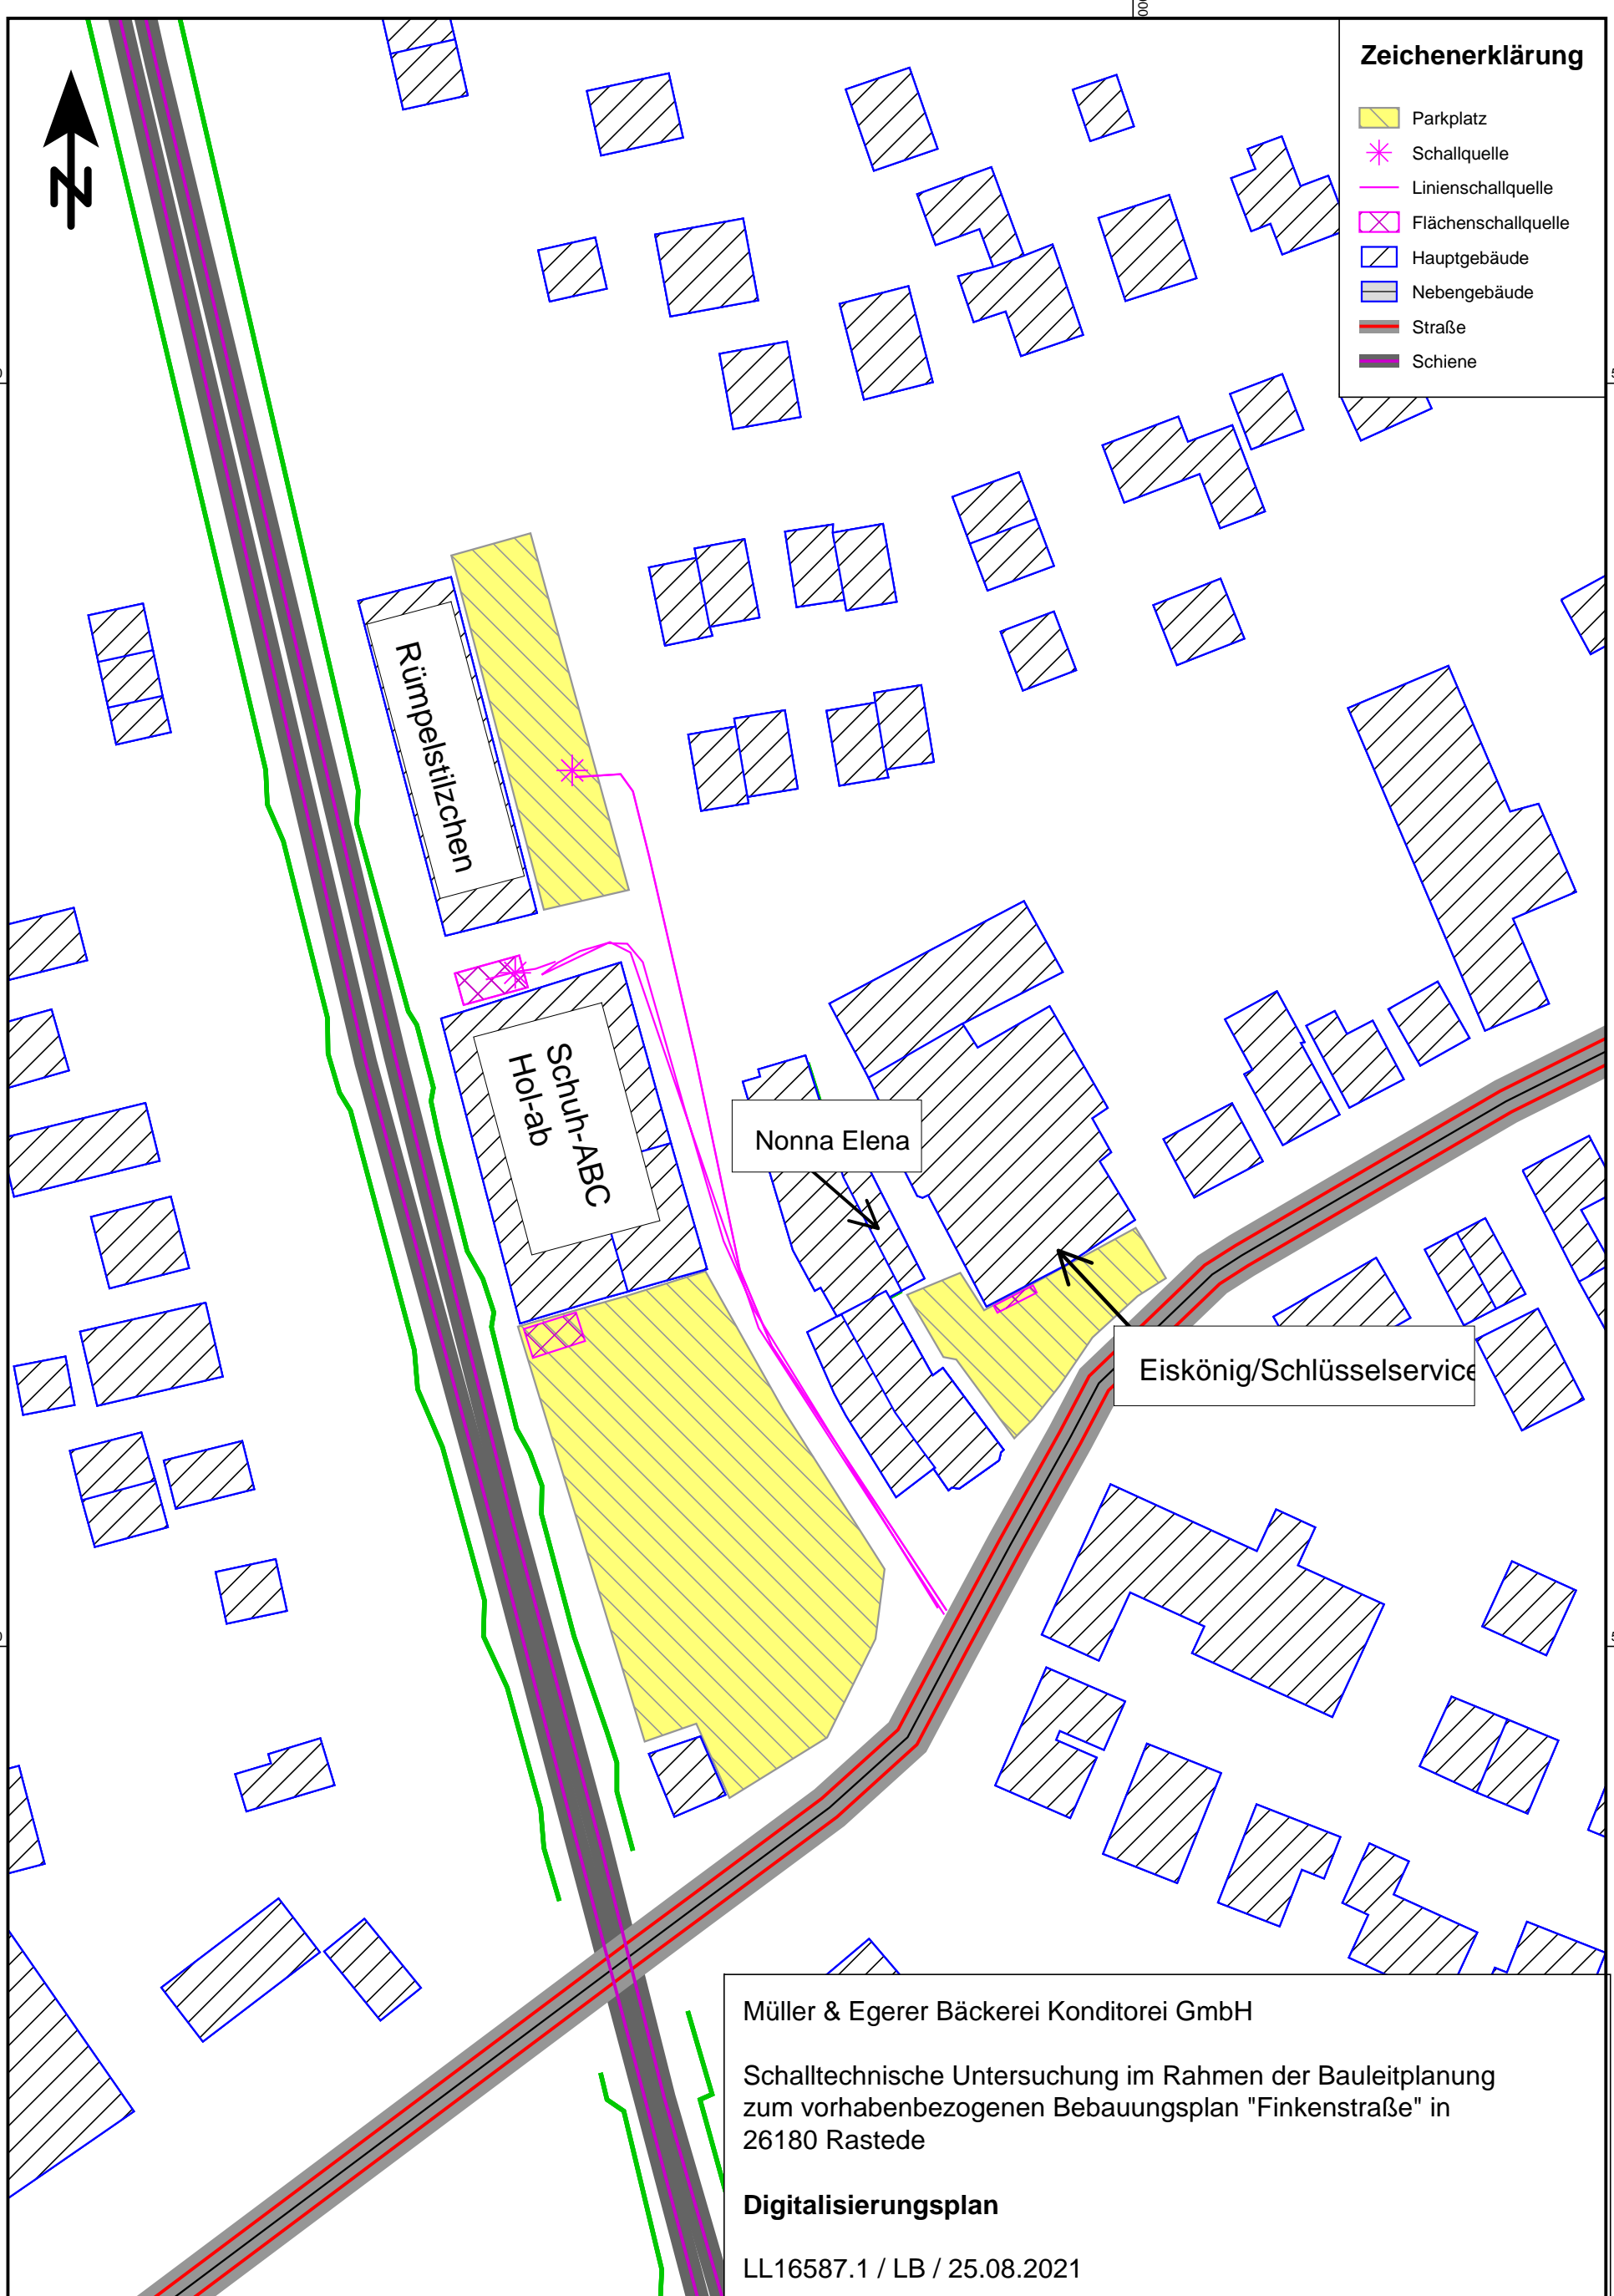 Zeichenerklärung
Parkplatz
Schallquelle
Linienschallquelle
Flächenschallquelle
Hauptgebäude
Nebengebäude
Straße
Schiene
N
Rümpelstilzchen
Schuh-ABC
Hol-ab
Nonna Elena
Eiskönig/Schlüsselservice
Müller & Egerer Bäckerei Konditorei GmbH
Schalltechnische Untersuchung im Rahmen der Bauleitplanung
zum vorhabenbezogenen Bebauungsplan "Finkenstraße" in
26180 Rastede
Digitalisierungsplan
LL16587.1 / LB / 25.08.2021